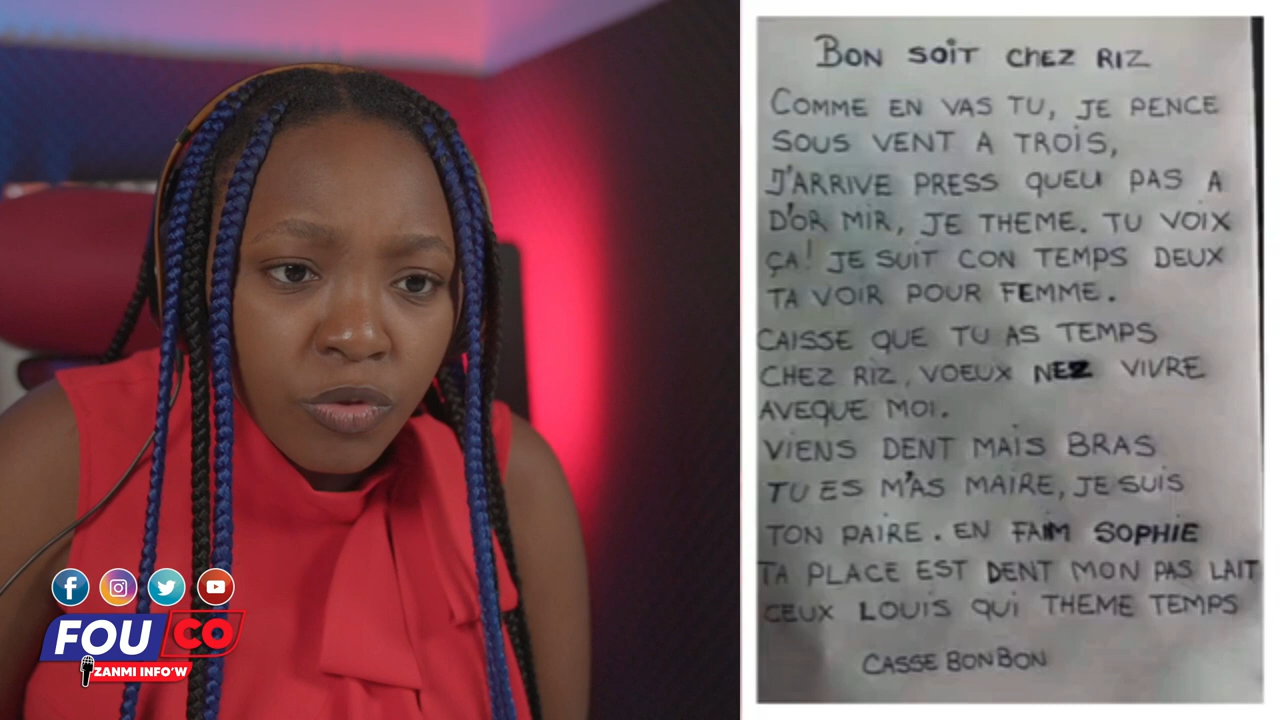 BON SOIT CHEZ RIZ
COMME EN VAS TU, JE PENCE
SOUS VENT A TROIS,
J'ARRIVE PRESS QUEU PAS A
D'OR MIR, JE THEME. TU VOIX
ÇA! JE SUIT CON TEMPS DEUX
TA VOIR POUR FEMME.
CAISSE QUE TU AS TEMPS
CHEZ RIZ, VOEUX NEZ VIVRE
AVEQUE MOI.
VIENS DENT MAIS BRAS
TU ES M'AS MAIRE, JE SUIS
TON PAIRE. EN FAIM SOPHIE
TA PLACE EST DENT MON PAS LAIT
CEUX LOUIS QUI THEME TEMPS
CASSE BONBON
FOU CO
ZANMI INFO'W